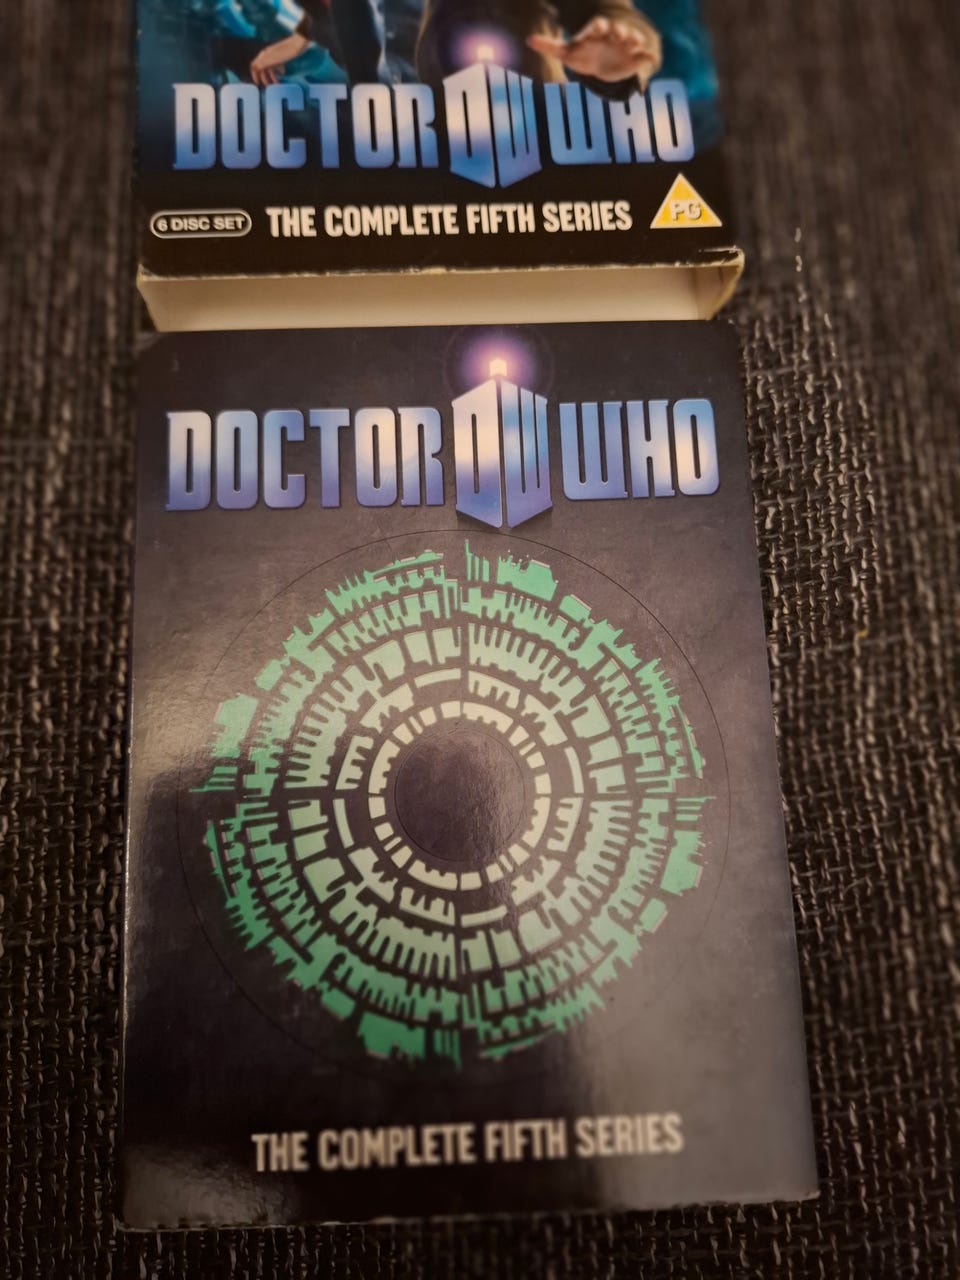 DOCTOR DW WHO
6 DISC SET THE COMPLETE FIFTH SERIES PG
DOCTOR DW WHO
THE COMPLETE FIFTH SERIES